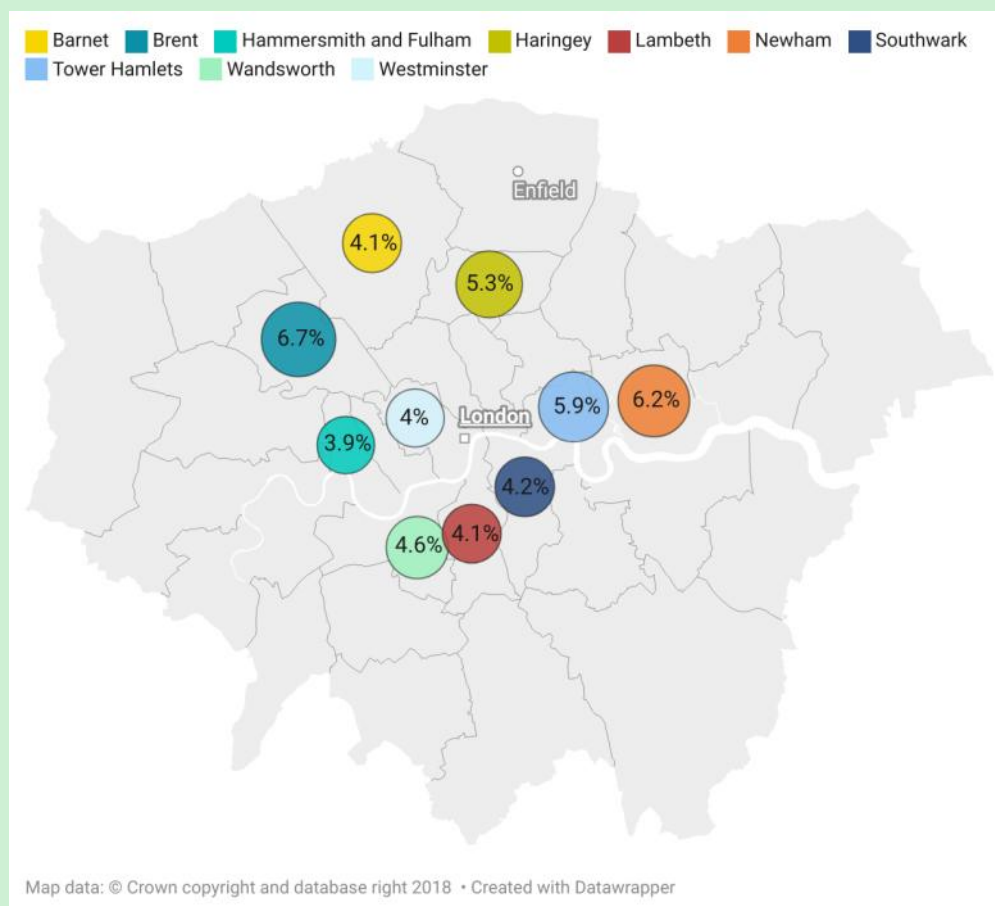 Barnet Brent Hammersmith and Fulham Haringey Lambeth Newham Southwark
Tower Hamlets Wandsworth Westminster
Enfield
4.1%
5.3%
6.7%
4%
London
5.9%
6.2%
3.9%
4.2%
4.6%
4.1%
Map data: © Crown copyright and database right 2018 • Created with Datawrapper